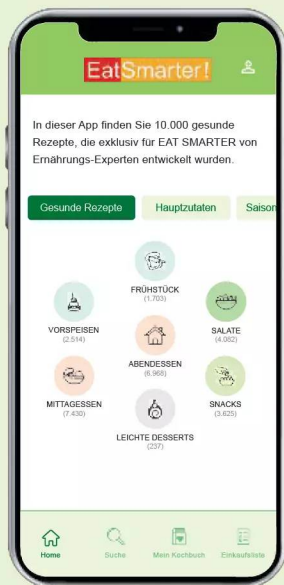 EatSmarter!
In dieser App finden Sie 10.000 gesunde
Rezepte, die exklusiv für EAT SMARTER von
Ernährungs-Experten entwickelt wurden.
Gesunde Rezepte
Hauptzutaten
Saison
FRÜHSTÜCK
(1.703)
VORSPEISEN
(2.514)
SALATE
(4.082)
ABENDESSEN
(6.968)
MITTAGESSEN
(7.430)
SNACKS
(3.625)
LEICHTE DESSERTS
(237)
Home
Suche
Mein Kochbuch
Einkaufsliste